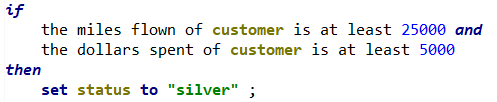 if
the miles flown of customer is at least 25000 and
the dollars spent of customer is at least 5000
then
set status to "silver" ;